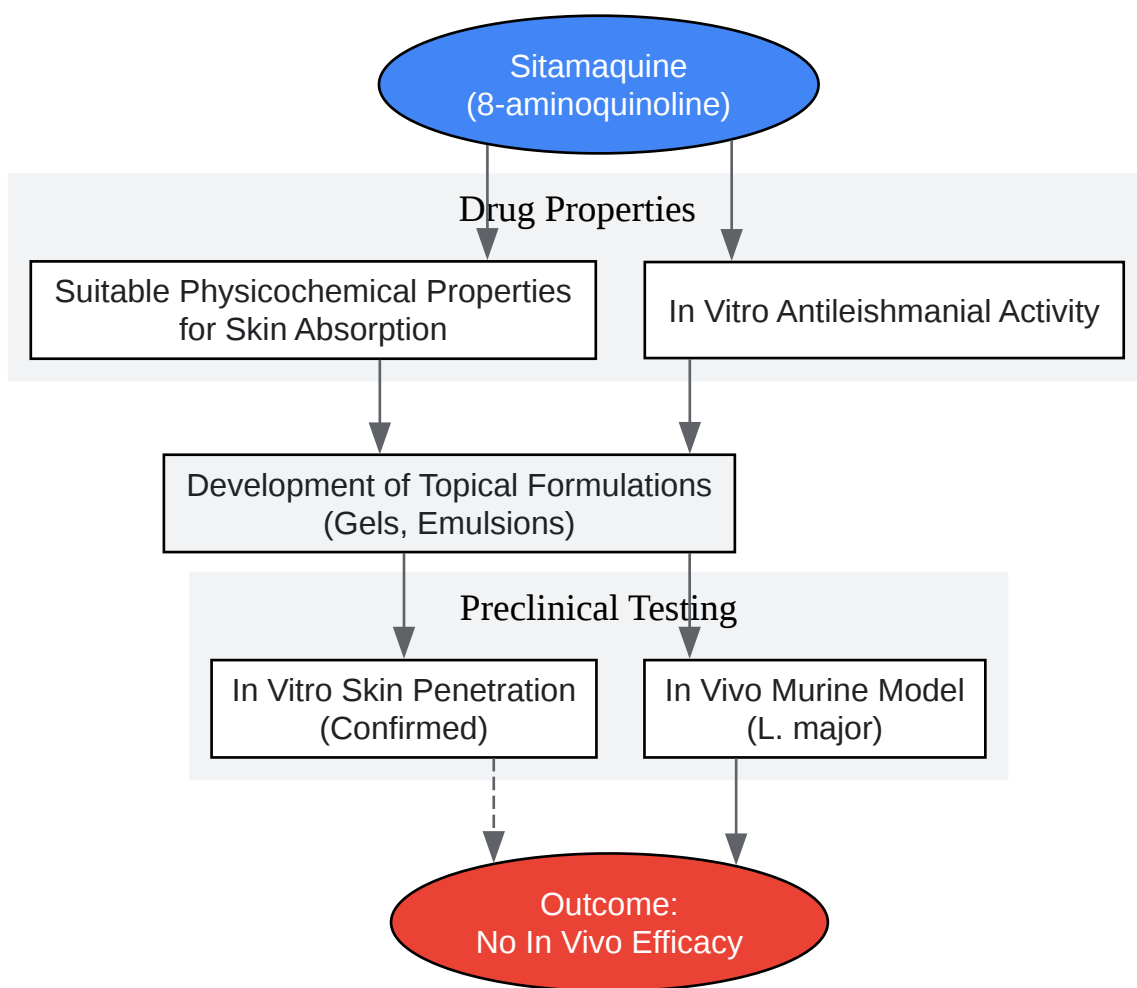 Sitamaquine
(8-aminoquinoline)
Drug Properties
Suitable Physicochemical Properties
for Skin Absorption
In Vitro Antileishmanial Activity
Development of Topical Formulations
(Gels, Emulsions)
Preclinical Testing
In Vitro Skin Penetration
(Confirmed)
In Vivo Murine Model
(L. major)
Outcome:
No In Vivo Efficacy